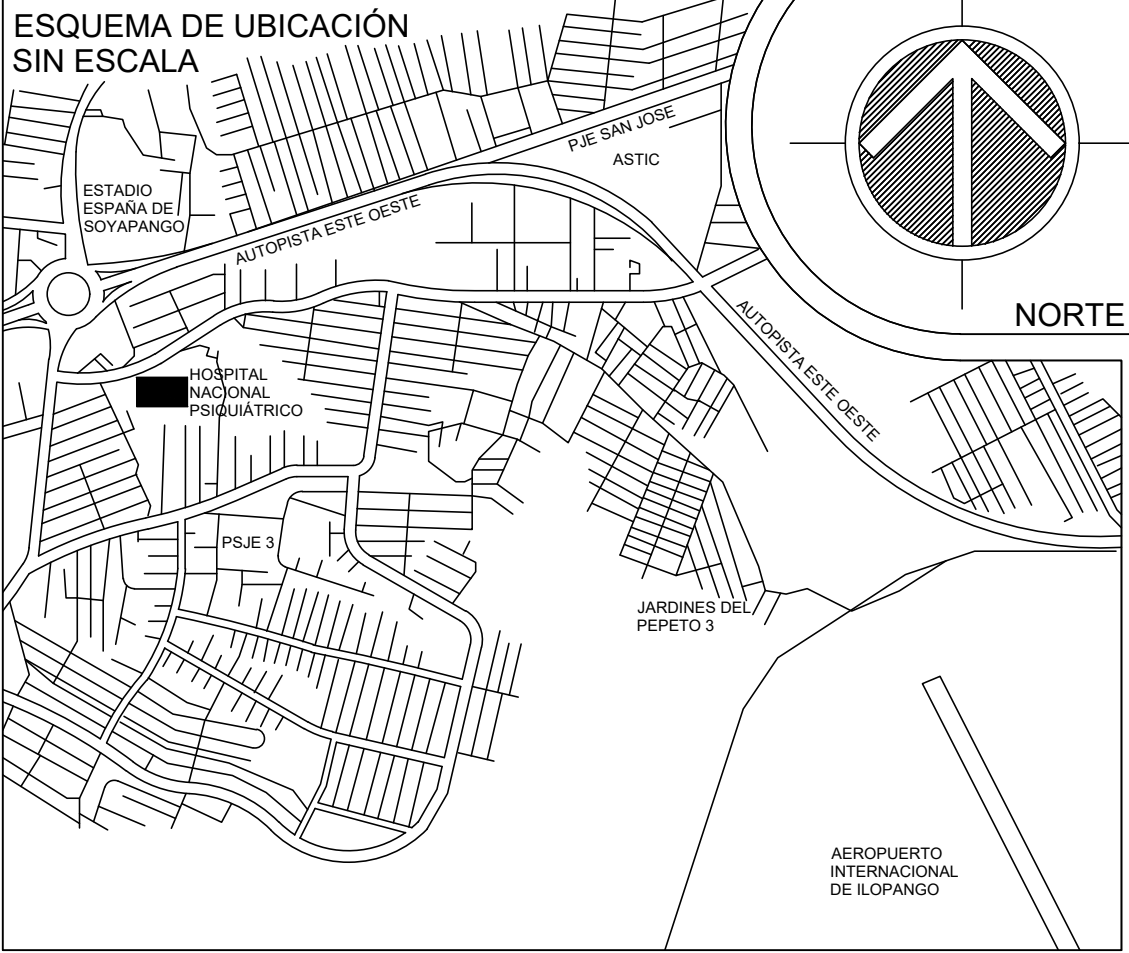 ESQUEMA DE UBICACIÓN
SIN ESCALA
PJE SAN JOSE
ASTIC
ESTADIO
ESPAÑA DE
SOYAPANGO
AUTOPISTA ESTE OESTE
NORTE
AUTOPISTA ESTE OESTE
HOSPITAL
NACIONAL
PSIQUIÁTRICO
PSJE 3
JARDINES DEL
PEPETO 3
AEROPUERTO
INTERNACIONAL
DE ILOPANGO